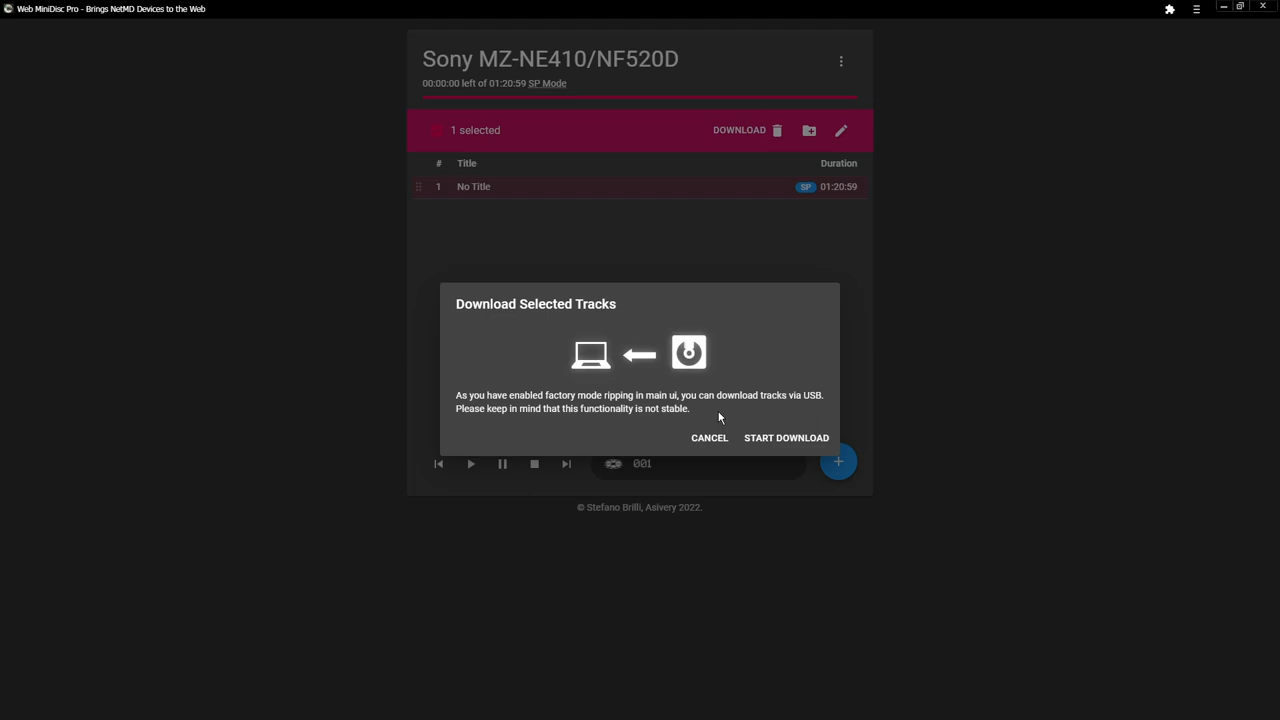 Web MiniDisc Pro - Brings NetMD Devices to the Web
Sony MZ-NE410/NF520D
00:00:00 left of 01:20:59 SP Mode
1 selected DOWNLOAD
# Title Duration
1 No Title SP 01:20:59
Download Selected Tracks
As you have enabled factory mode ripping in main ui, you can download tracks via USB.
Please keep in mind that this functionality is not stable.
CANCEL START DOWNLOAD
001
© Stefano Brilli, Asivery 2022.